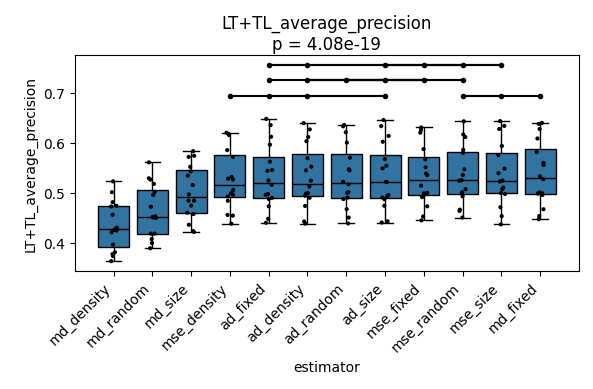 LT+TL_average_precision
p = 4.08e-19
LT+TL_average_precision
0.7
0.6
0.5
0.4
md_density
md_random
md_size
mse_density
ad_fixed
ad_density
ad_random
ad_size
mse_fixed
mse_random
mse_size
md_fixed
estimator